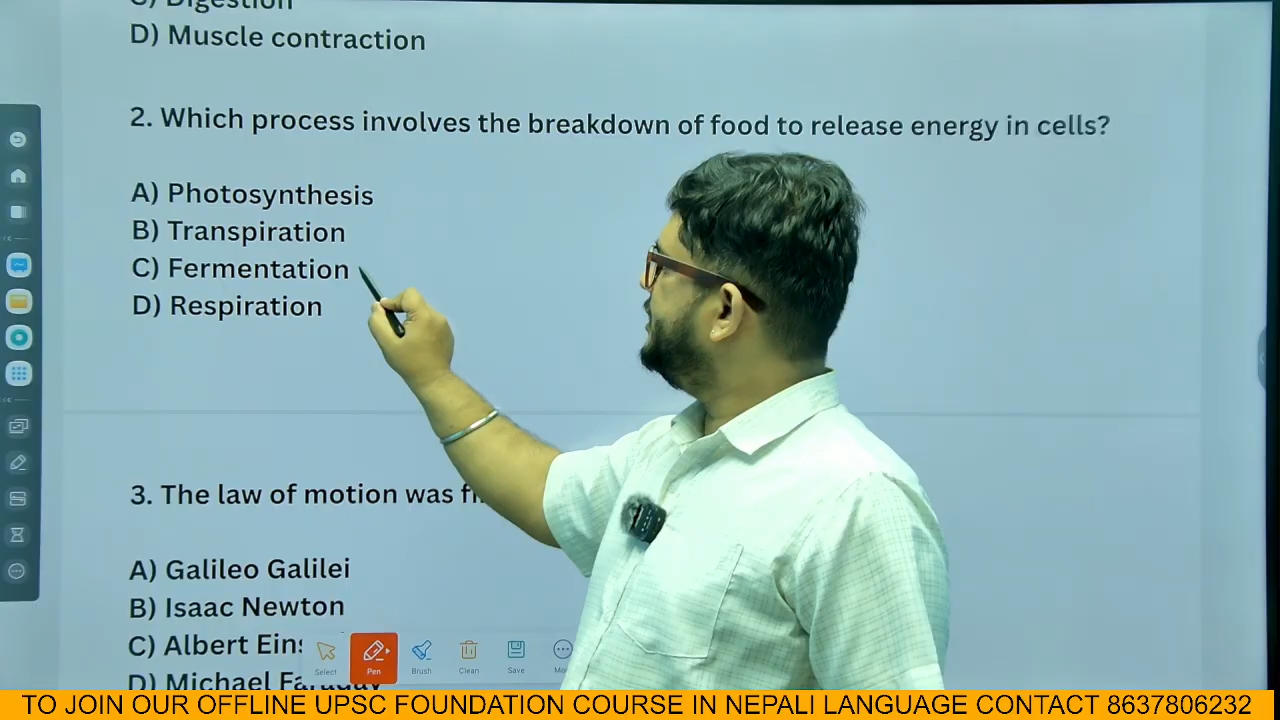 D) Muscle contraction
2. Which process involves the breakdown of food to release energy in cells?
A) Photosynthesis
B) Transpiration
C) Fermentation
D) Respiration
3. The law of motion was
A) Galileo Galilei
B) Isaac Newton
C) Albert
D) Michael Faraday
Select Pen Brush Clean Save
TO JOIN OUR OFFLINE UPSC FOUNDATION COURSE IN NEPALI LANGUAGE CONTACT 8637806232